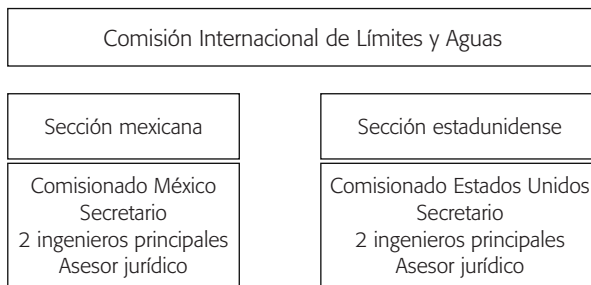 Comisión Internacional de Límites y Aguas
Sección mexicana
Comisionado México
Secretario
2 ingenieros principales
Asesor jurídico
Sección estadunidense
Comisionado Estados Unidos
Secretario
2 ingenieros principales
Asesor jurídico